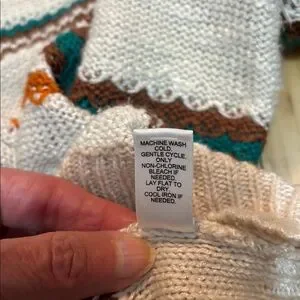 MACHINE WASH
COLD,
GENTLE CYCLE,
ONLY
NON-CHLORINE
BLEACH IF
NEEDED.
LAY FLAT TO
DRY.
COOL IRON IF
NEEDED.